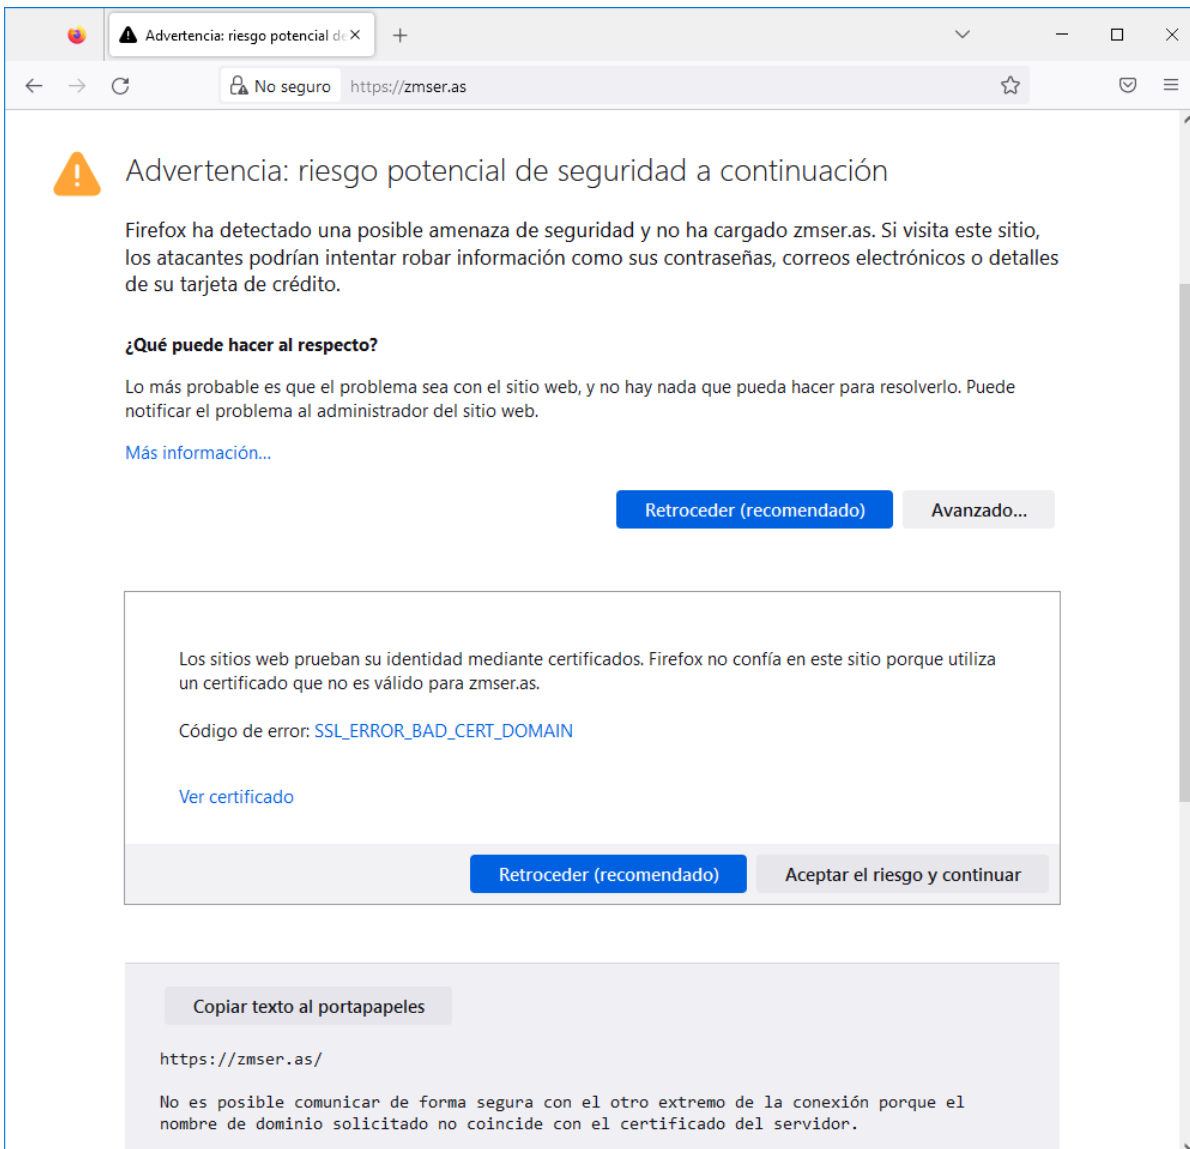 Advertencia: riesgo potencial de
No seguro https://zmser.as
Advertencia: riesgo potencial de seguridad a continuación
Firefox ha detectado una posible amenaza de seguridad y no ha cargado zmser.as. Si visita este sitio,
los atacantes podrían intentar robar información como sus contraseñas, correos electrónicos o detalles
de su tarjeta de crédito.
¿Qué puede hacer al respecto?
Lo más probable es que el problema sea con el sitio web, y no hay nada que pueda hacer para resolverlo. Puede
notificar el problema al administrador del sitio web.
Más información...
Retroceder (recomendado) Avanzado...
Los sitios web prueban su identidad mediante certificados. Firefox no confía en este sitio porque utiliza
un certificado que no es válido para zmser.as.
Código de error: SSL_ERROR_BAD_CERT_DOMAIN
Ver certificado
Retroceder (recomendado) Aceptar el riesgo y continuar
Copiar texto al portapapeles
https://zmser.as/
No es posible comunicar de forma segura con el otro extremo de la conexión porque el
nombre de dominio solicitado no coincide con el certificado del servidor.